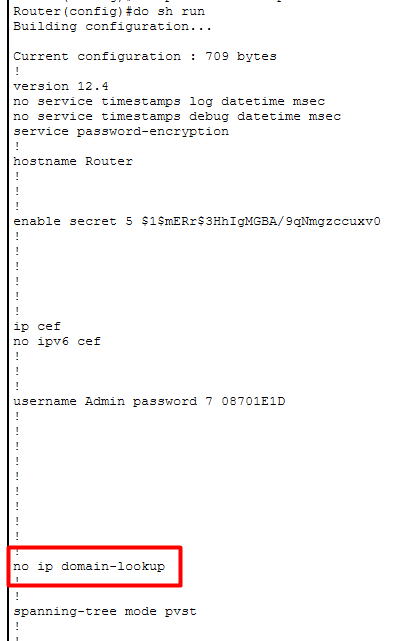 Router(config)#do sh run
Building configuration...
Current configuration : 709 bytes
!
version 12.4
no service timestamps log datetime msec
no service timestamps debug datetime msec
service password-encryption
!
hostname Router
!
!
!
enable secret 5 $1$mERr$3HhIgMGBA/9qNmgzccuxv0
!
!
!
!
!
!
ip cef
no ipv6 cef
!
!
!
username Admin password 7 08701E1D
!
!
!
!
!
!
!
!
!
!
no ip domain-lookup
!
!
spanning-tree mode pvst
!
!